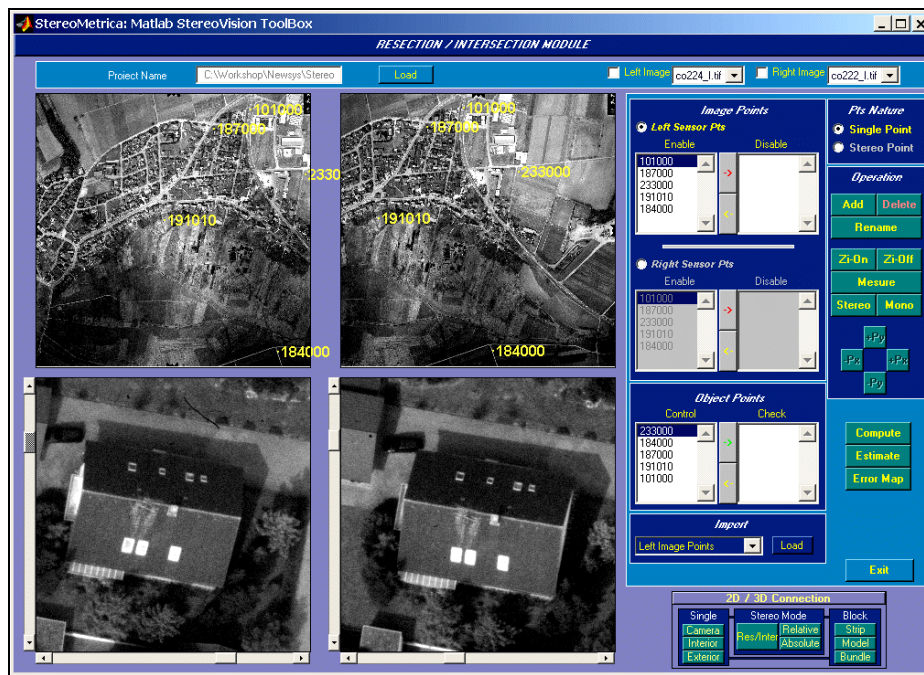 StereoMetrica: Matlab StereoVision ToolBox
RESECTION / INTERSECTION MODULE
Project Name C:\Workshop\Newsys\Stereo Load Left Image co224_l.tif Right Image co222_l.tif
101000
187000
233
191010
184000
101000
187000
233000
191010
184000
Image Points
Left Sensor Pts
Enable Disable
101000
187000
233000
191010
184000
->
<-
Right Sensor Pts
Enable Disable
101000
187000
233000
191010
184000
->
<-
Object Points
Control Check
233000
184000
187000
191010
101000
->
<-
Import
Left Image Points Load
Pts Nature
Single Point
Stereo Point
Operation
Add Delete
Rename
Zi-On Zi-Off
Mesure
Stereo Mono
+Py
-Px +Px
-Py
Compute
Estimate
Error Map
Exit
2D / 3D Connection
Single Stereo Mode Block
Camera Res/Inter Relative Strip
Interior Absolute Model
Exterior Bundle